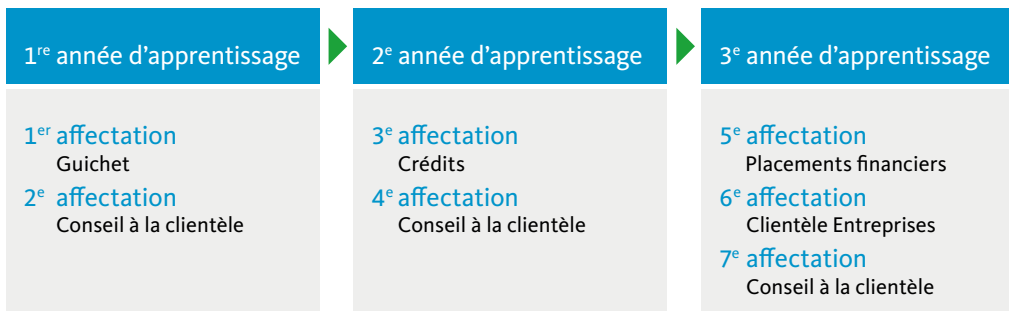 1re année d’apprentissage
1er affectation
Guichet
2e affectation
Conseil à la clientèle
2e année d’apprentissage
3e affectation
Crédits
4e affectation
Conseil à la clientèle
3e année d’apprentissage
5e affectation
Placements financiers
6e affectation
Clientèle Entreprises
7e affectation
Conseil à la clientèle